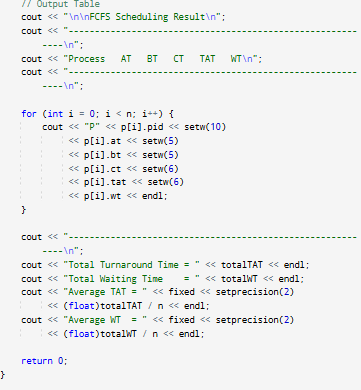 // Output Table
cout << "\n\nFCFS Scheduling Result\n";
cout << "------------------------------------------------
----\n";
cout << "Process   AT   BT   CT   TAT   WT\n";
cout << "------------------------------------------------
----\n";
for (int i = 0; i < n; i++) {
cout << "P" << p[i].pid << setw(10)
<< p[i].at << setw(5)
<< p[i].bt << setw(5)
<< p[i].ct << setw(6)
<< p[i].tat << setw(6)
<< p[i].wt << endl;
}
cout << "------------------------------------------------
----\n";
cout << "Total Turnaround Time = " << totalTAT << endl;
cout << "Total Waiting Time    = " << totalWT << endl;
cout << "Average TAT = " << fixed << setprecision(2)
<< (float)totalTAT / n << endl;
cout << "Average WT  = " << fixed << setprecision(2)
<< (float)totalWT / n << endl;
return 0;
}